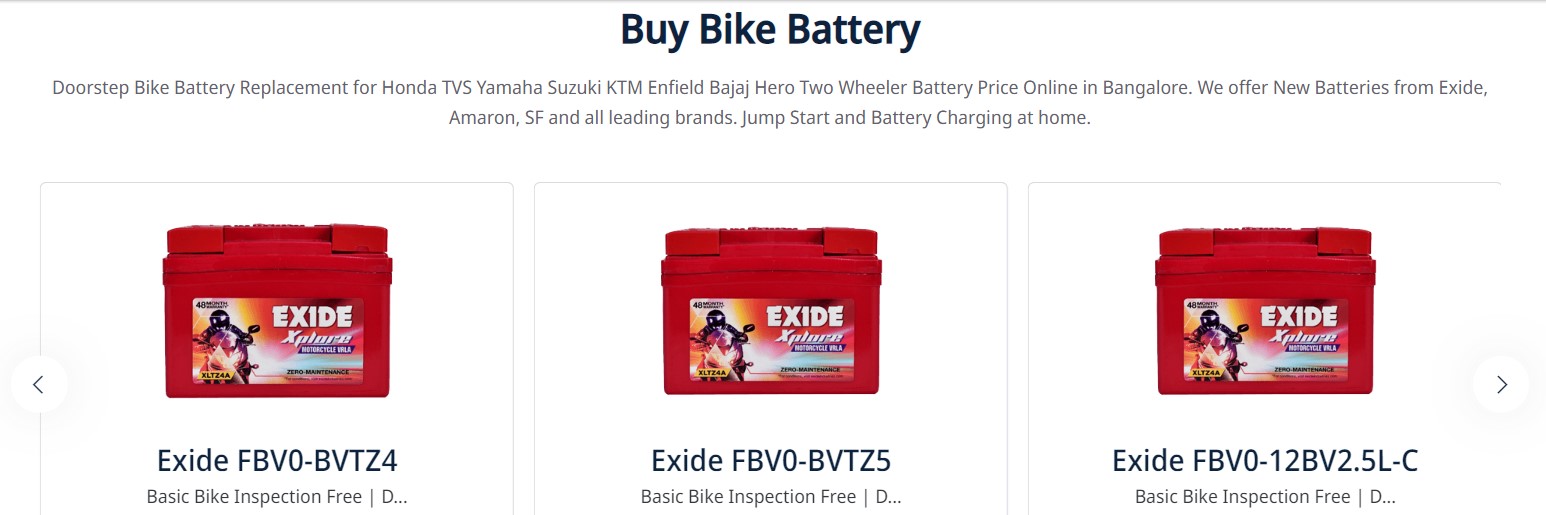 Buy Bike Battery
Doorstep Bike Battery Replacement for Honda TVS Yamaha Suzuki KTM Enfield Bajaj Hero Two Wheeler Battery Price Online in Bangalore. We offer New Batteries from Exide,
Amaron, SF and all leading brands. Jump Start and Battery Charging at home.
48 MONTH WARRANTY
EXIDE
Xplore
MOTORCYCLE VRLA
ZERO-MAINTENANCE
XLTZ4A
Exide FBV0-BVTZ4
Basic Bike Inspection Free | D...
48 MONTH WARRANTY
EXIDE
Xplore
MOTORCYCLE VRLA
ZERO-MAINTENANCE
XLTZ4A
Exide FBV0-BVTZ5
Basic Bike Inspection Free | D...
48 MONTH WARRANTY
EXIDE
Xplore
MOTORCYCLE VRLA
ZERO-MAINTENANCE
XLTZ4A
Exide FBV0-12BV2.5L-C
Basic Bike Inspection Free | D...